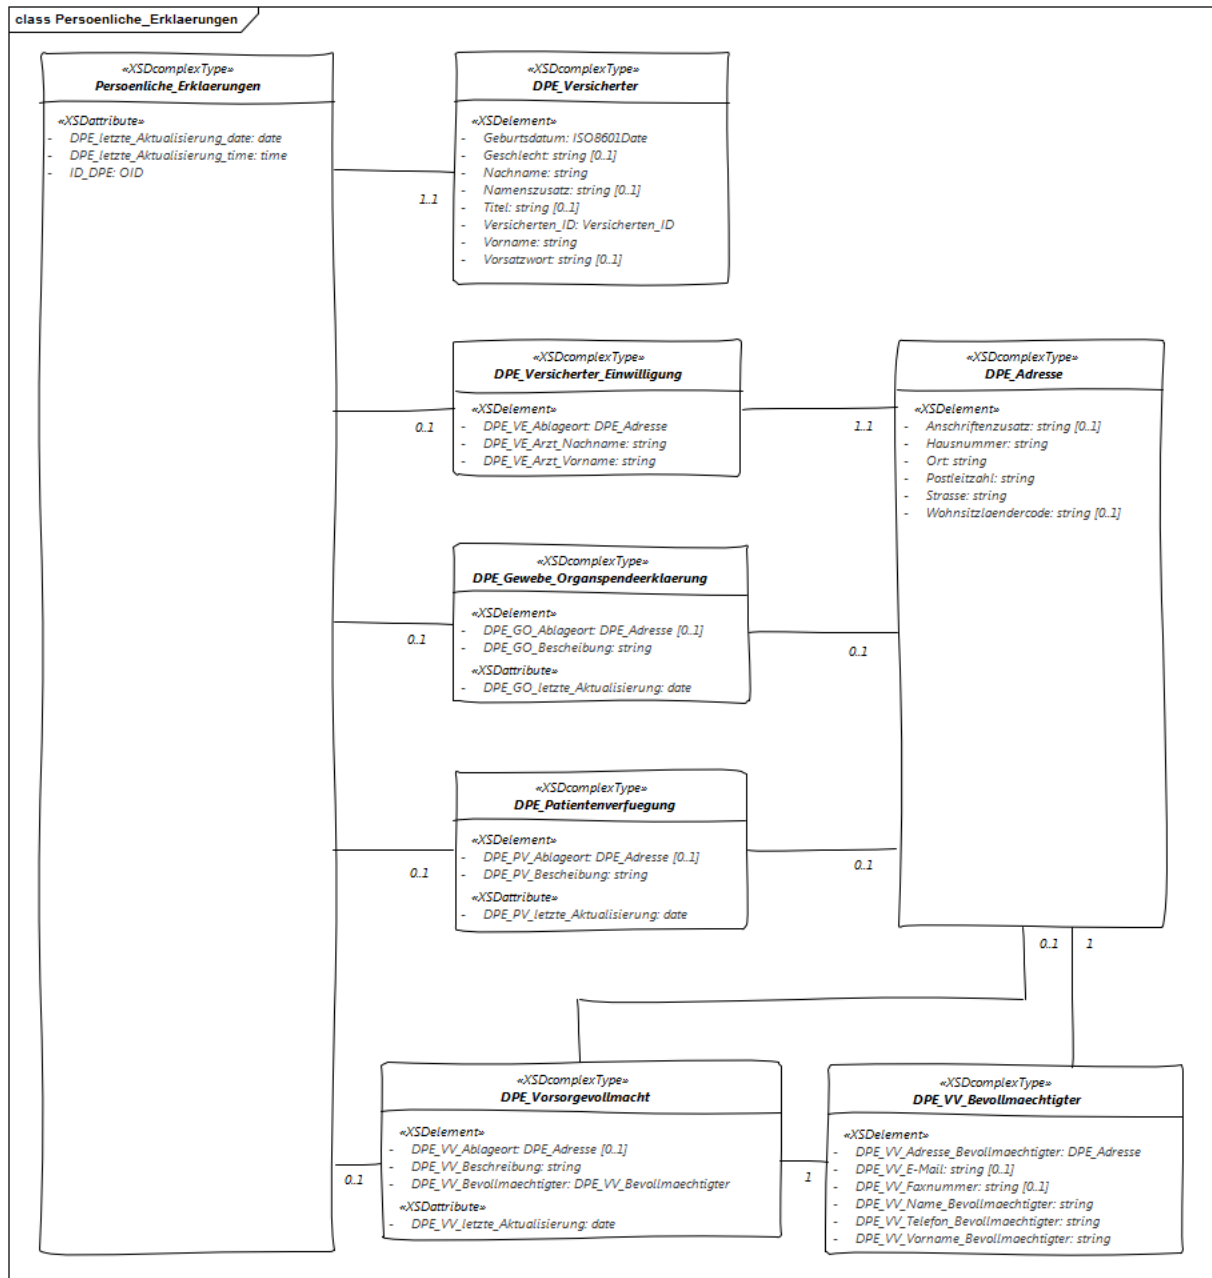 class Persoenliche_Erklaerungen
«XSDcomplexType»
Persoenliche_Erklaerungen
«XSDattribute»
- DPE_letzte_Aktualisierung_date: date
- DPE_letzte_Aktualisierung_time: time
- ID_DPE: OID
«XSDcomplexType»
DPE_Versicherter
«XSDelement»
- Geburtsdatum: ISO8601Date
- Geschlecht: string [0..1]
- Nachname: string
- Namenszusatz: string [0..1]
- Titel: string [0..1]
- Versicherten_ID: Versicherten_ID
- Vorname: string
- Vorsatzwort: string [0..1]
1..1
«XSDcomplexType»
DPE_Versicherter_Einwilligung
«XSDelement»
- DPE_VE_Ablageort: DPE_Adresse
- DPE_VE_Arzt_Nachname: string
- DPE_VE_Arzt_Vorname: string
0..1
1..1
«XSDcomplexType»
DPE_Adresse
«XSDelement»
- Anschriftenzusatz: string [0..1]
- Hausnummer: string
- Ort: string
- Postleitzahl: string
- Strasse: string
- Wohnsitzlaendercode: string [0..1]
«XSDcomplexType»
DPE_Gewebe_Organspendeerklaerung
«XSDelement»
- DPE_GO_Ablageort: DPE_Adresse [0..1]
- DPE_GO_Bescheibung: string
«XSDattribute»
- DPE_GO_letzte_Aktualisierung: date
0..1
0..1
«XSDcomplexType»
DPE_Patientenverfuegung
«XSDelement»
- DPE_PV_Ablageort: DPE_Adresse [0..1]
- DPE_PV_Bescheibung: string
«XSDattribute»
- DPE_PV_letzte_Aktualisierung: date
0..1
0..1
0..1
1
«XSDcomplexType»
DPE_Vorsorgevollmacht
«XSDelement»
- DPE_VV_Ablageort: DPE_Adresse [0..1]
- DPE_VV_Beschreibung: string
- DPE_VV_Bevollmaechtigter: DPE_VV_Bevollmaechtigter
«XSDattribute»
- DPE_VV_letzte_Aktualisierung: date
0..1
1
«XSDcomplexType»
DPE_VV_Bevollmaechtigter
«XSDelement»
- DPE_VV_Adresse_Bevollmaechtigter: DPE_Adresse
- DPE_VV_E-Mail: string [0..1]
- DPE_VV_Faxnummer: string [0..1]
- DPE_VV_Name_Bevollmaechtigter: string
- DPE_VV_Telefon_Bevollmaechtigter: string
- DPE_VV_Vorname_Bevollmaechtigter: string